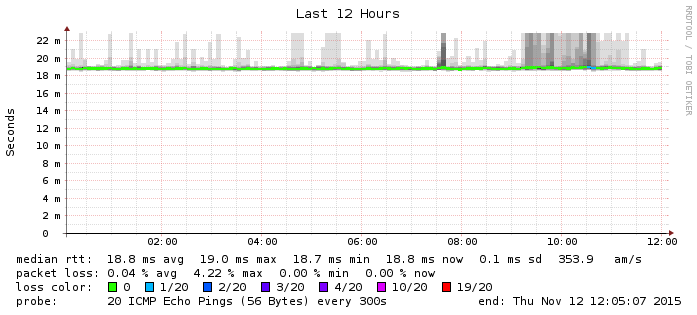 Last 12 Hours
RRDTOOL / TOBI OETIKER
Seconds
22 m
20 m
18 m
16 m
14 m
12 m
10 m
8 m
6 m
4 m
2 m
0
02:00 04:00 06:00 08:00 10:00 12:00
median rtt: 18.8 ms avg 19.0 ms max 18.7 ms min 18.8 ms now 0.1 ms sd 353.9 am/s
packet loss: 0.04 % avg 4.22 % max 0.00 % min 0.00 % now
loss color: 0 1/20 2/20 3/20 4/20 10/20 19/20
probe: 20 ICMP Echo Pings (56 Bytes) every 300s end: Thu Nov 12 12:05:07 2015